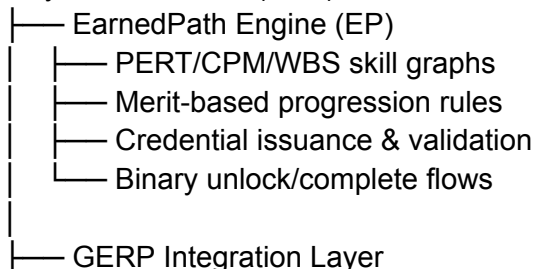 ├── EarnedPath Engine (EP)
│   ├── PERT/CPM/WBS skill graphs
│   ├── Merit-based progression rules
│   ├── Credential issuance & validation
│   └── Binary unlock/complete flows
│
├── GERP Integration Layer